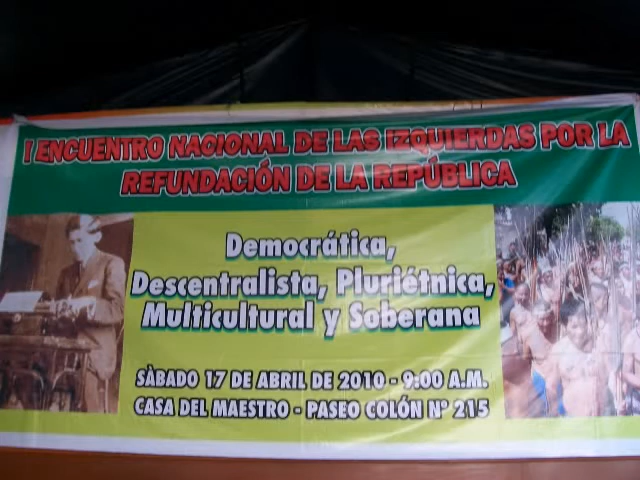 I ENCUENTRO NACIONAL DE LAS IZQUIERDAS POR LA
REFUNDACIÓN DE LA REPÚBLICA
Democrática,
Descentralista, Pluriétnica,
Multicultural y Soberana
SÀBADO 17 DE ABRIL DE 2010 - 9:00 A.M.
CASA DEL MAESTRO - PASEO COLÓN Nº 215